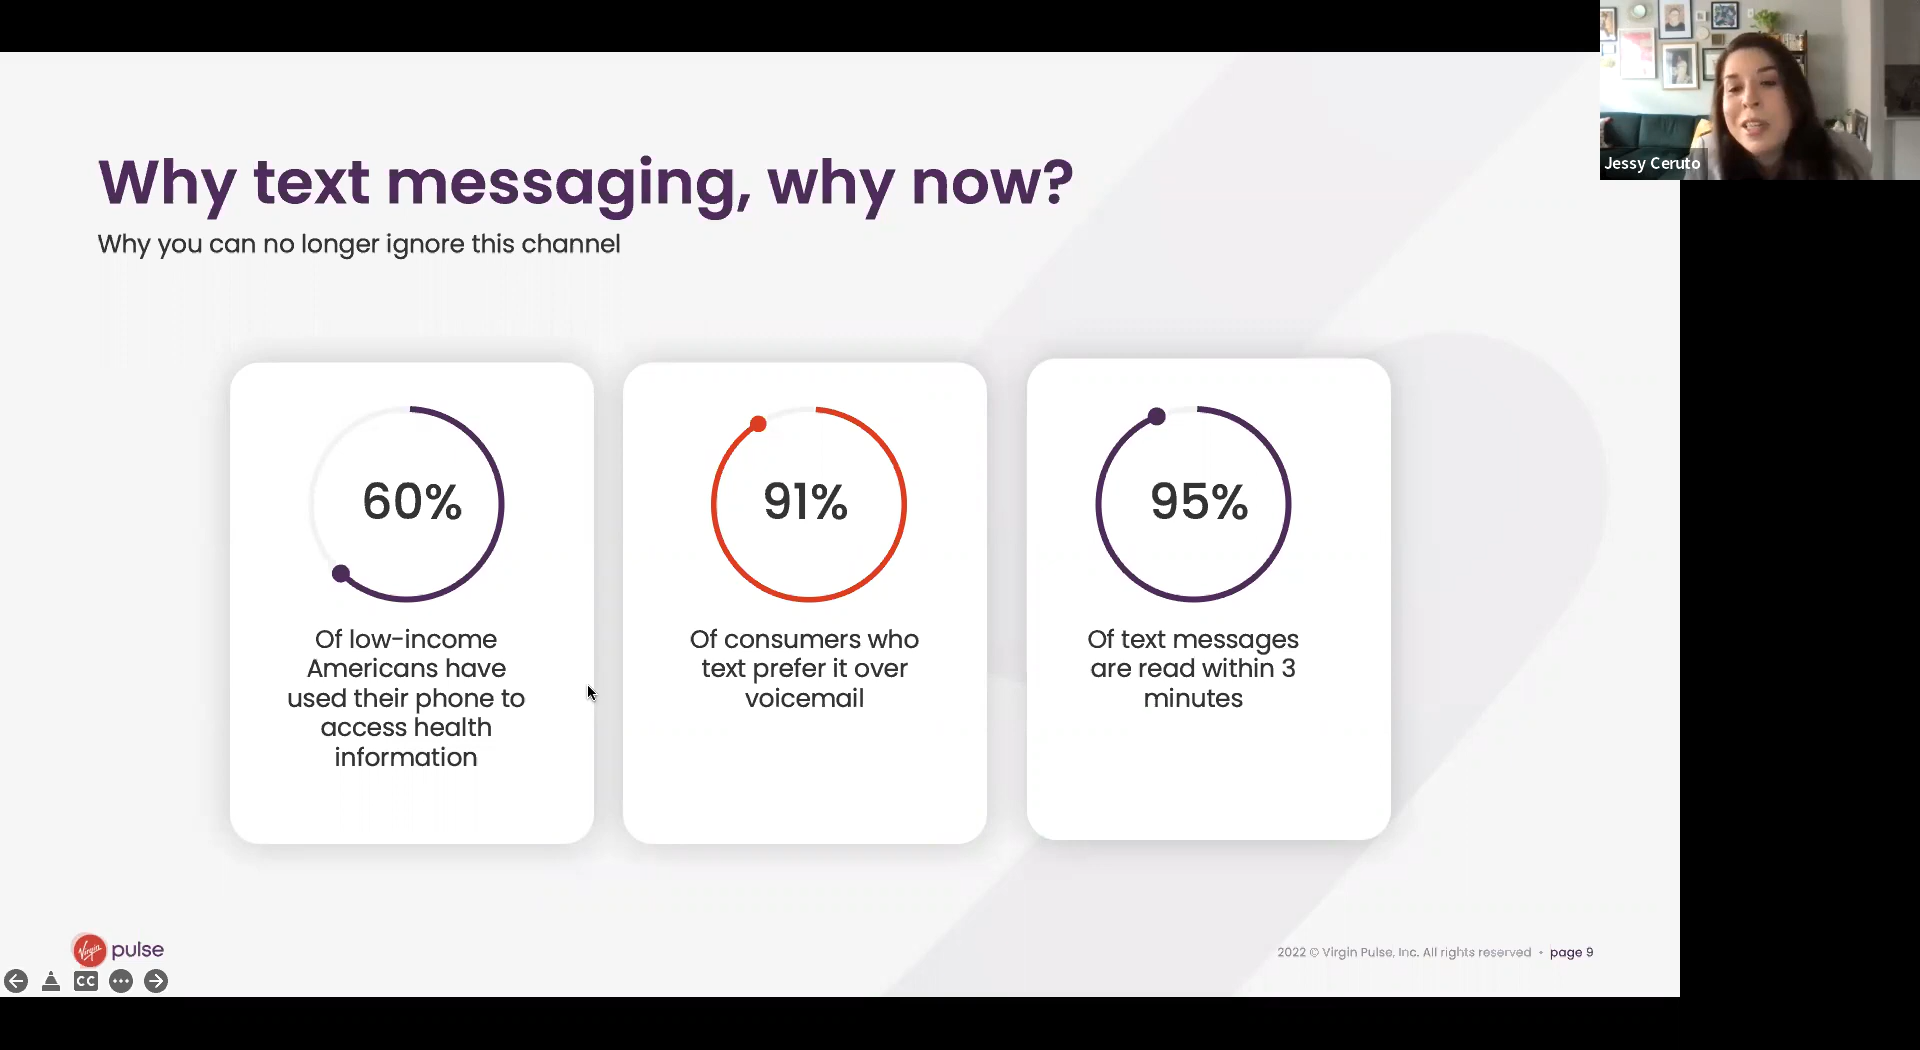 Why text messaging, why now?
Why you can no longer ignore this channel
Jessy Ceruto
60%
Of low-income
Americans have
used their phone to
access health
information
91%
Of consumers who
text prefer it over
voicemail
95%
Of text messages
are read within 3
minutes
Virgin pulse
2022 © Virgin Pulse, Inc. All rights reserved • page 9
CC